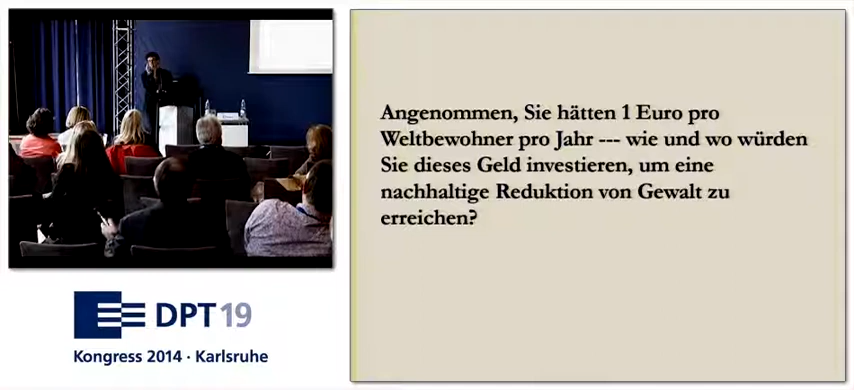 DPT 19
Kongress 2014 · Karlsruhe
Angenommen, Sie hätten 1 Euro pro
Weltbewohner pro Jahr --- wie und wo würden
Sie dieses Geld investieren, um eine
nachhaltige Reduktion von Gewalt zu
erreichen?